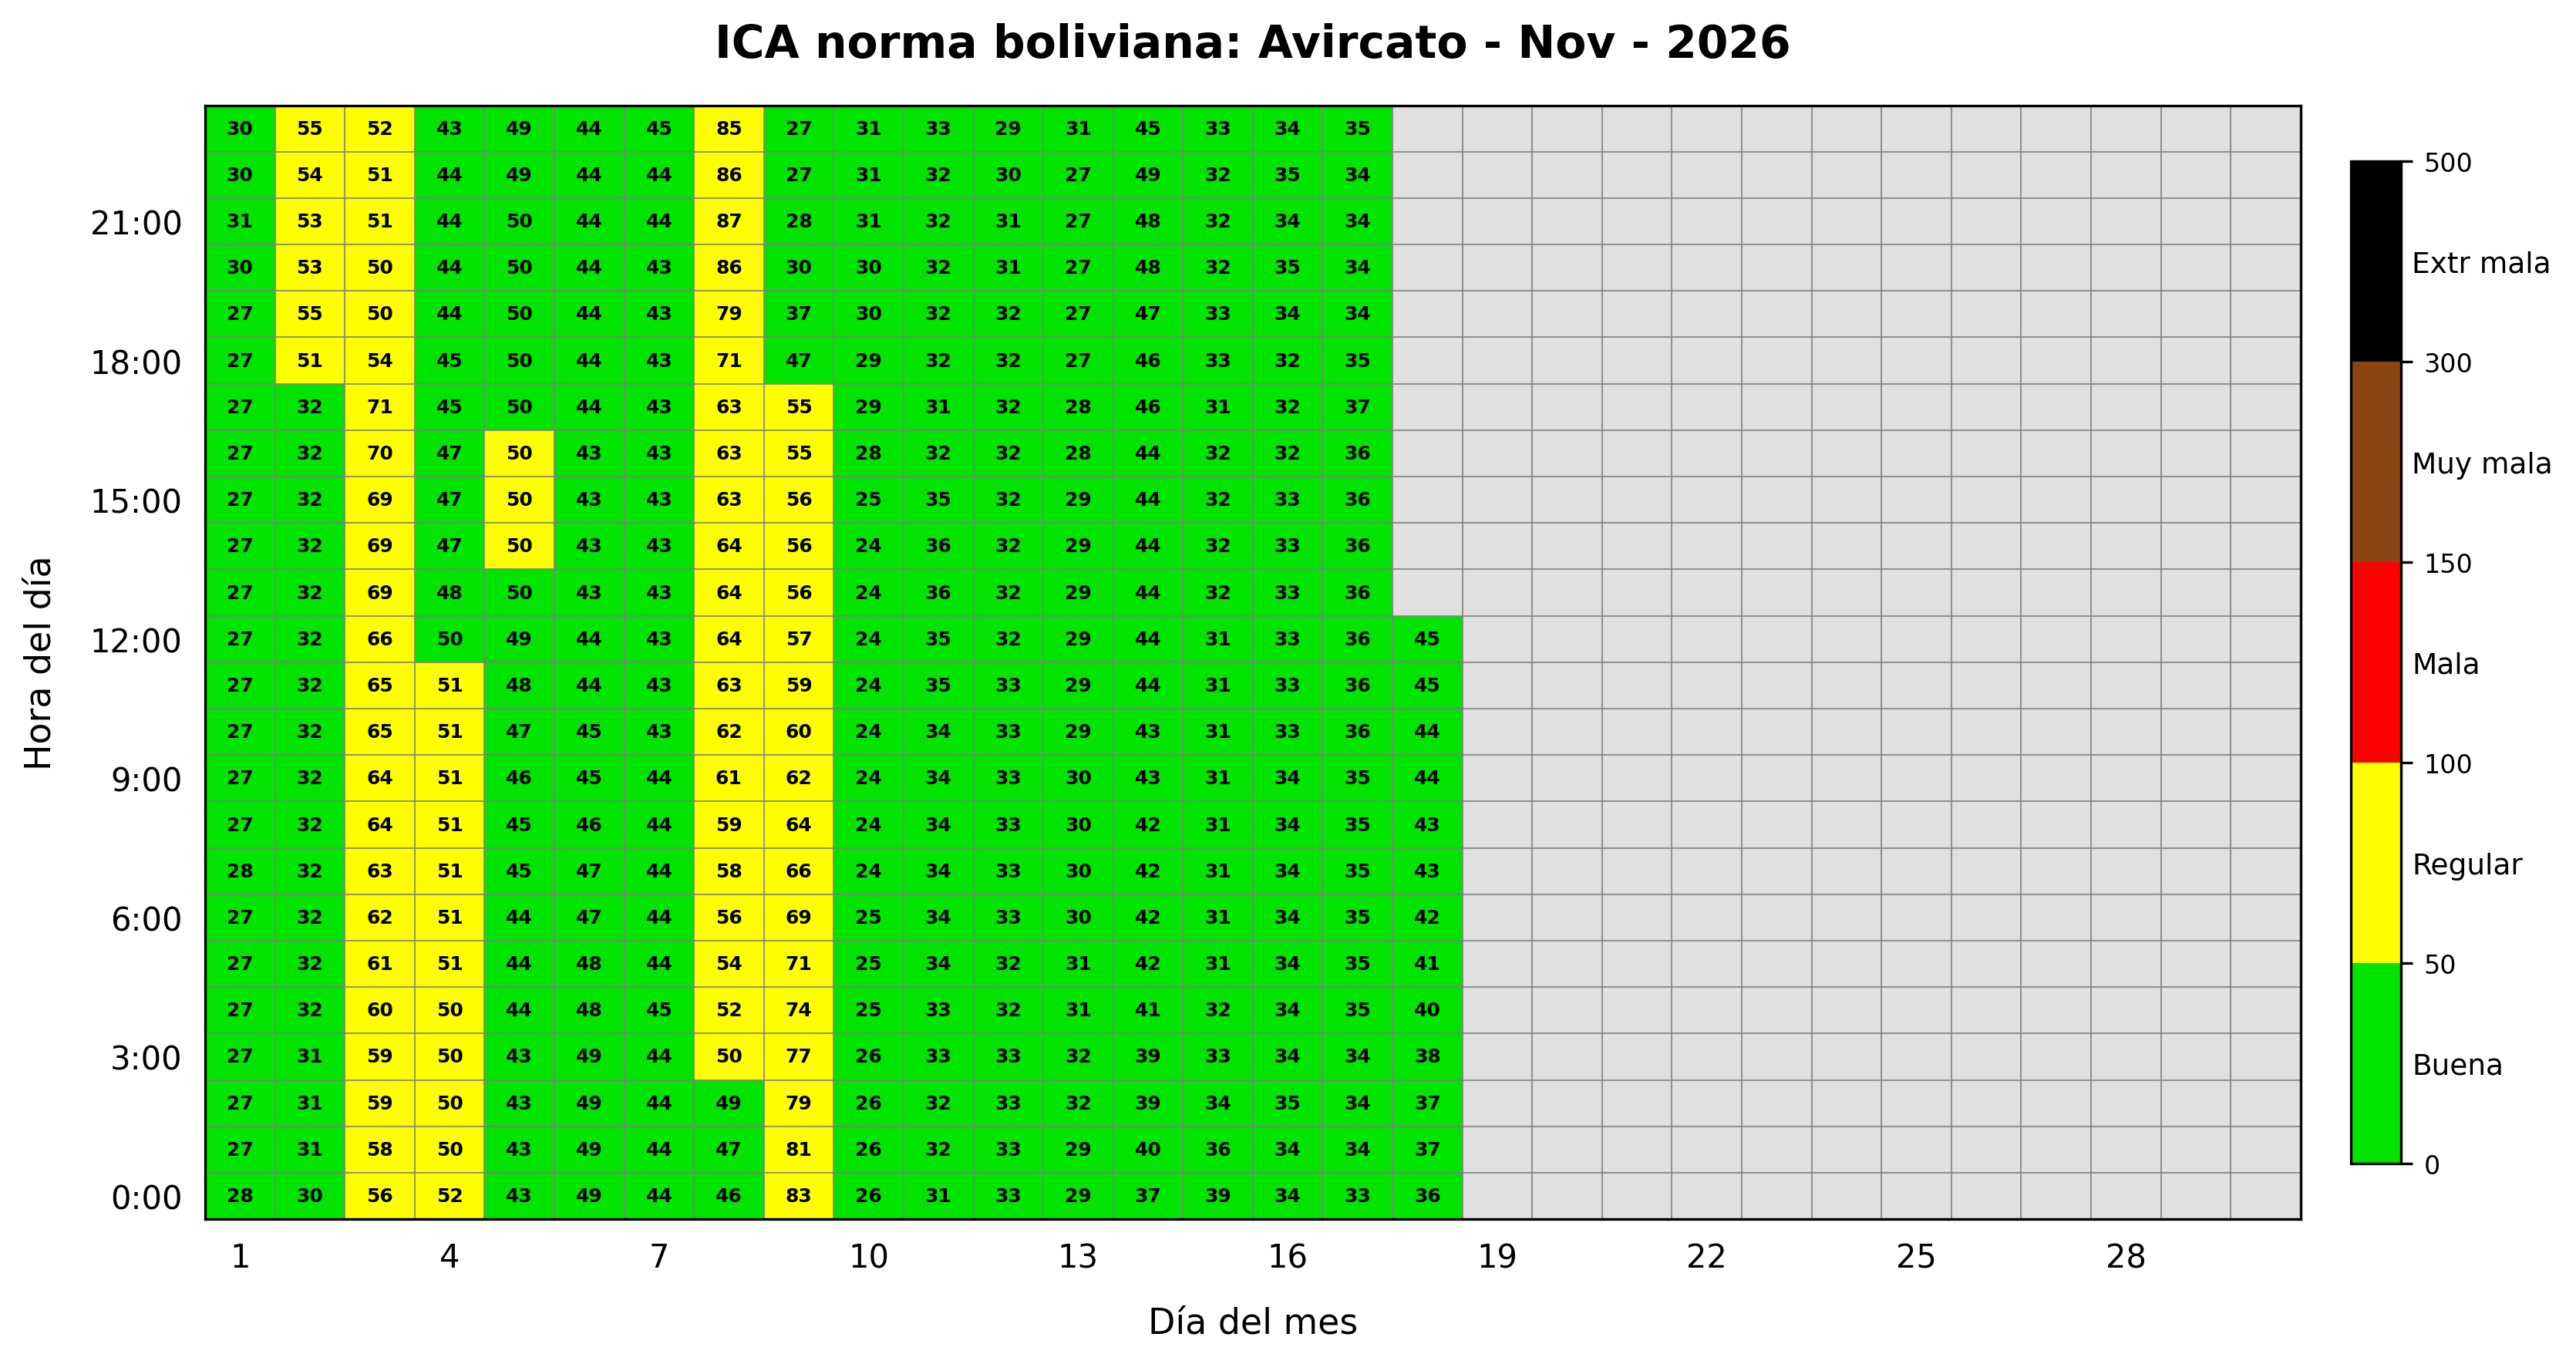 ICA norma boliviana: Avircato - Nov - 2026
30 55 52 43 49 44 45 85 27 31 33 29 31 45 33 34 35
30 54 51 44 49 44 44 86 27 31 32 30 27 49 32 35 34
21:00 31 53 51 44 50 44 44 87 28 31 32 31 27 48 32 34 34
30 53 50 44 50 44 43 86 30 30 32 31 27 48 32 35 34
27 55 50 44 50 44 43 79 37 30 32 32 27 47 33 34 34
18:00 27 51 54 45 50 44 43 71 47 29 32 32 27 46 33 32 35
27 32 71 45 50 44 43 63 55 29 31 32 28 46 31 32 37
27 32 70 47 50 43 43 63 55 28 32 32 28 44 32 32 36
15:00 27 32 69 47 50 43 43 63 56 25 35 32 29 44 32 33 36
27 32 69 47 50 43 43 64 56 24 36 32 29 44 32 33 36
27 32 69 48 50 43 43 64 56 24 36 32 29 44 32 33 36
12:00 27 32 66 50 49 44 43 64 57 24 35 32 29 44 31 33 36 45
27 32 65 51 48 44 43 63 59 24 35 33 29 44 31 33 36 45
27 32 65 51 47 45 43 62 60 24 34 33 29 43 31 33 36 44
9:00 27 32 64 51 46 45 44 61 62 24 34 33 30 43 31 34 35 44
27 32 64 51 45 46 44 59 64 24 34 33 30 42 31 34 35 43
28 32 63 51 45 47 44 58 66 24 34 33 30 42 31 34 35 43
6:00 27 32 62 51 44 47 44 56 69 25 34 33 30 42 31 34 35 42
27 32 61 51 44 48 44 54 71 25 34 32 31 42 31 34 35 41
27 32 60 50 44 48 45 52 74 25 33 32 31 41 32 34 35 40
3:00 27 31 59 50 43 49 44 50 77 26 33 33 32 39 33 34 34 38
27 31 59 50 43 49 44 49 79 26 32 33 32 39 34 35 34 37
27 31 58 50 43 49 44 47 81 26 32 33 29 40 36 34 34 37
0:00 28 30 56 52 43 49 44 46 83 26 31 33 29 37 39 34 33 36
1 4 7 10 13 16 19 22 25 28
Día del mes
Hora del día
500
Extr mala
300
Muy mala
150
Mala
100
Regular
50
Buena
0